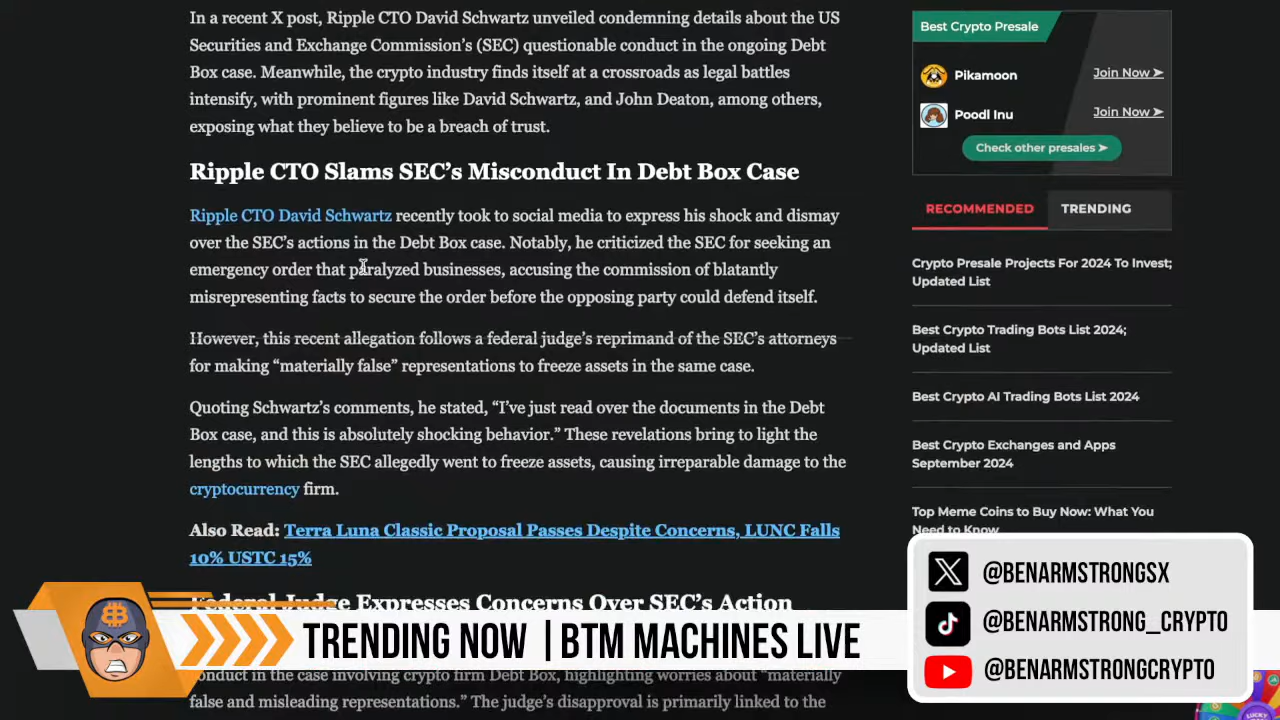 In a recent X post, Ripple CTO David Schwartz unveiled condemning details about the US
Securities and Exchange Commission's (SEC) questionable conduct in the ongoing Debt
Box case. Meanwhile, the crypto industry finds itself at a crossroads as legal battles
intensify, with prominent figures like David Schwartz, and John Deaton, among others,
exposing what they believe to be a breach of trust.
Ripple CTO Slams SEC's Misconduct In Debt Box Case
Ripple CTO David Schwartz recently took to social media to express his shock and dismay
over the SEC's actions in the Debt Box case. Notably, he criticized the SEC for seeking an
emergency order that paralyzed businesses, accusing the commission of blatantly
misrepresenting facts to secure the order before the opposing party could defend itself.
However, this recent allegation follows a federal judge's reprimand of the SEC's attorneys
for making “materially false” representations to freeze assets in the same case.
Quoting Schwartz's comments, he stated, “I've just read over the documents in the Debt
Box case, and this is absolutely shocking behavior.” These revelations bring to light the
lengths to which the SEC allegedly went to freeze assets, causing irreparable damage to the
cryptocurrency firm.
Also Read: Terra Luna Classic Proposal Passes Despite Concerns, LUNC Falls
10% USTC 15%
Federal Judge Expresses Concerns Over SEC's Action
conduct in the case involving crypto firm Debt Box, highlighting worries about “materially
false and misleading representations.” The judge's disapproval is primarily linked to the
Best Crypto Presale
Pikamoon
Join Now ➤
Poodl Inu
Join Now ➤
Check other presales ➤
RECOMMENDED
TRENDING
Crypto Presale Projects For 2024 To Invest;
Updated List
Best Crypto Trading Bots List 2024;
Updated List
Best Crypto AI Trading Bots List 2024
Best Crypto Exchanges and Apps
September 2024
Top Meme Coins to Buy Now: What You
Need to Know
TRENDING NOW | BTM MACHINES LIVE
@BENARMSTRONGSX
@BENARMSTRONG_CRYPTO
@BENARMSTRONGCRYPTO